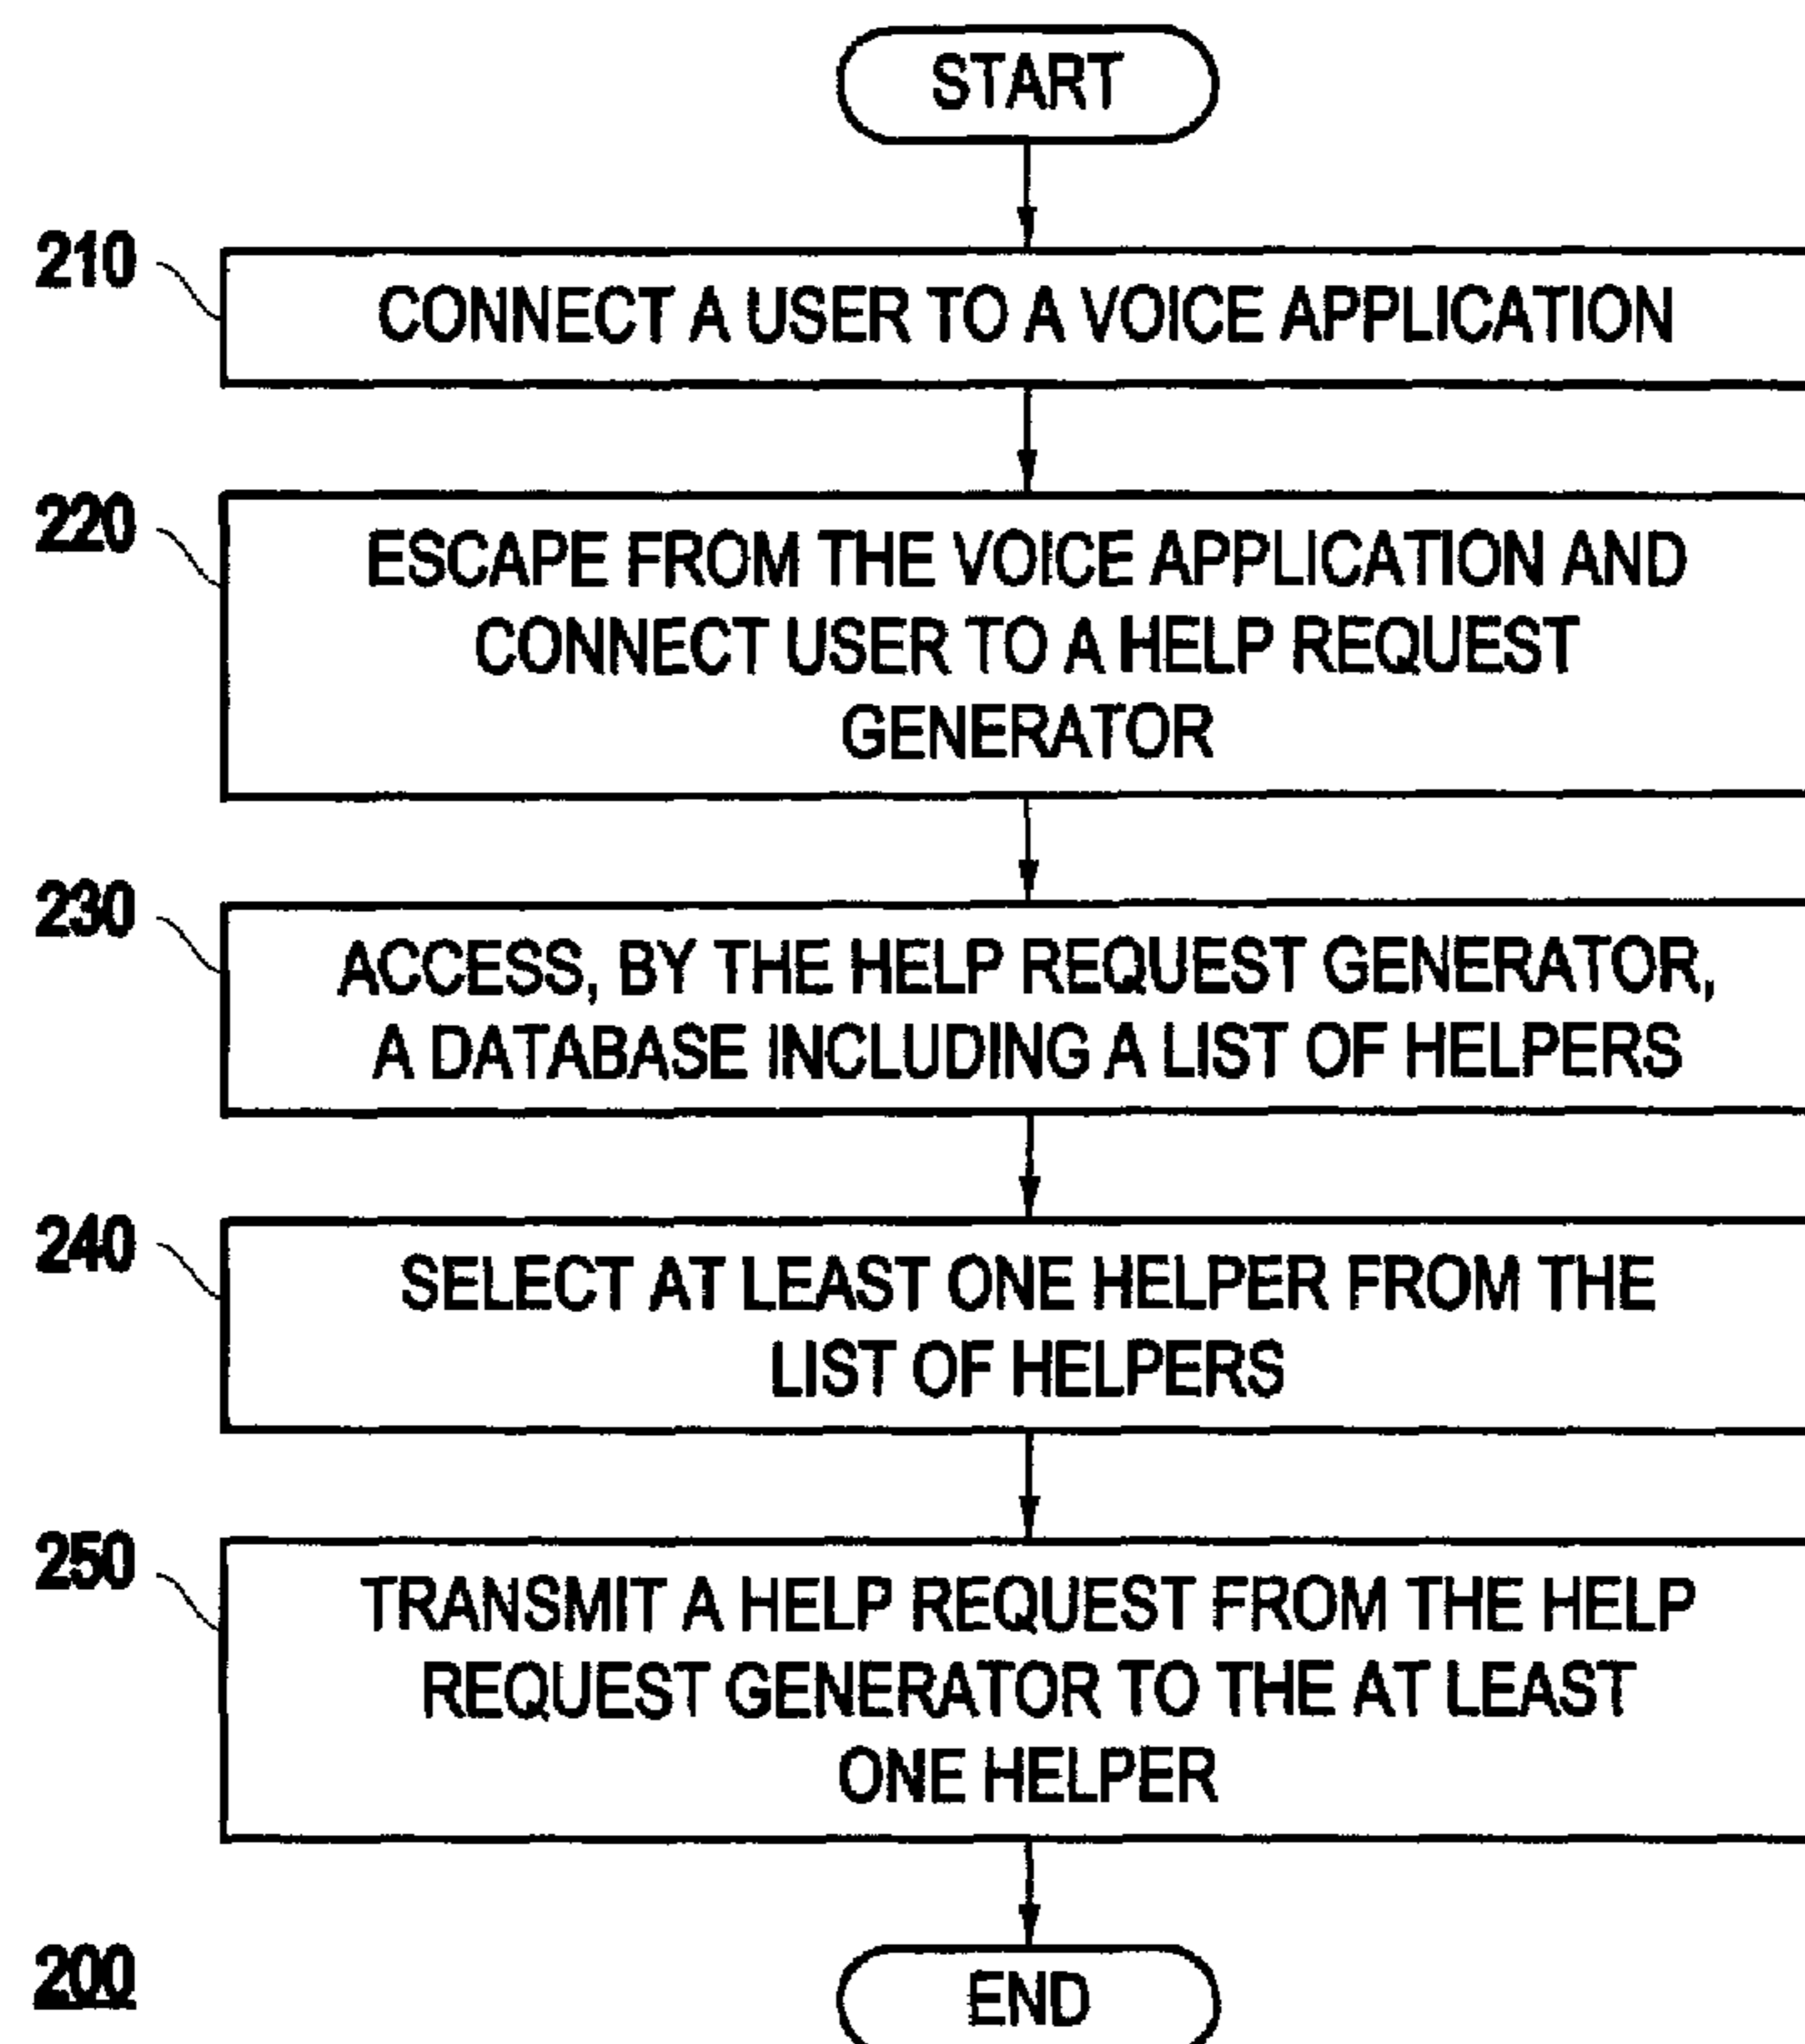 START
210
CONNECT A USER TO A VOICE APPLICATION
220
ESCAPE FROM THE VOICE APPLICATION AND
CONNECT USER TO A HELP REQUEST
GENERATOR
230
ACCESS, BY THE HELP REQUEST GENERATOR,
A DATABASE INCLUDING A LIST OF HELPERS
240
SELECT AT LEAST ONE HELPER FROM THE
LIST OF HELPERS
250
TRANSMIT A HELP REQUEST FROM THE HELP
REQUEST GENERATOR TO THE AT LEAST
ONE HELPER
200
END